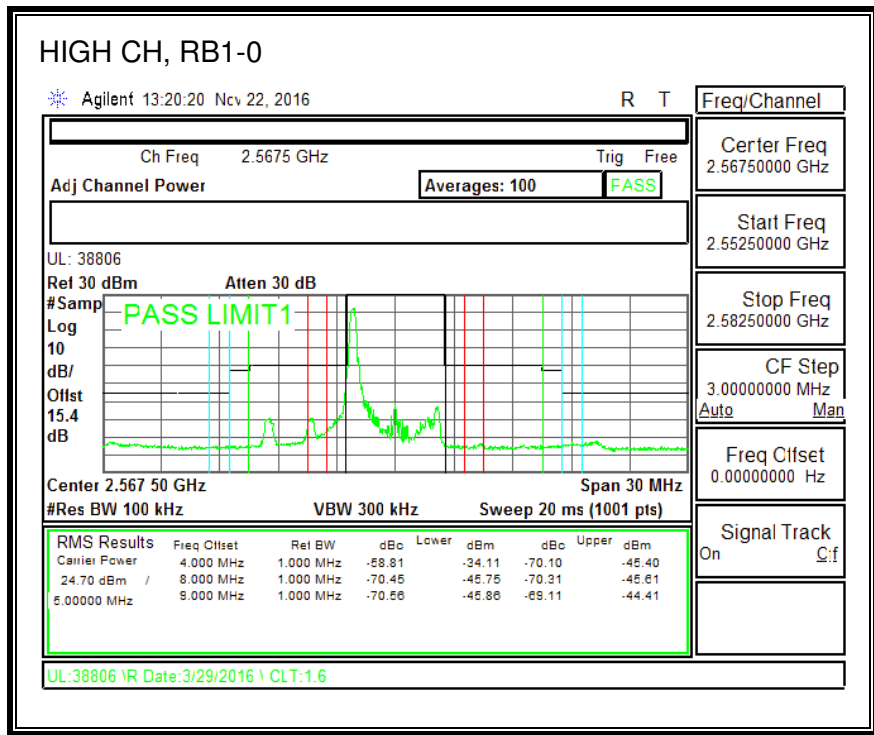 HIGH CH, RB1-0
Agilent 13:20:20 Nov 22, 2016 R T
Freq/Channel
Ch Freq 2.5675 GHz Trig Free
Adj Channel Power Averages: 100 PASS
Center Freq
2.56750000 GHz
Start Freq
2.55250000 GHz
Stop Freq
2.58250000 GHz
CF Step
3.00000000 MHz
Auto Man
Freq Offset
0.00000000 Hz
Signal Track
On Off
UL: 38806
Ref 30 dBm Atten 30 dB
#Samp
Log
10
dB/
Offst
15.4
dB
PASS LIMIT1
Center 2.567 50 GHz Span 30 MHz
#Res BW 100 kHz VBW 300 kHz Sweep 20 ms (1001 pts)
RMS Results Freq Offset Ref BW dBc Lower dBm dBc Upper dBm
Carrier Power 4.000 MHz 1.000 MHz -58.81 -34.11 -70.10 -45.40
24.70 dBm / 8.000 MHz 1.000 MHz -70.45 -45.75 -70.31 -45.61
5.00000 MHz 9.000 MHz 1.000 MHz -70.56 -45.86 -69.11 -44.41
UL:38806 \R Date:3/29/2016 \ CLT:1.6